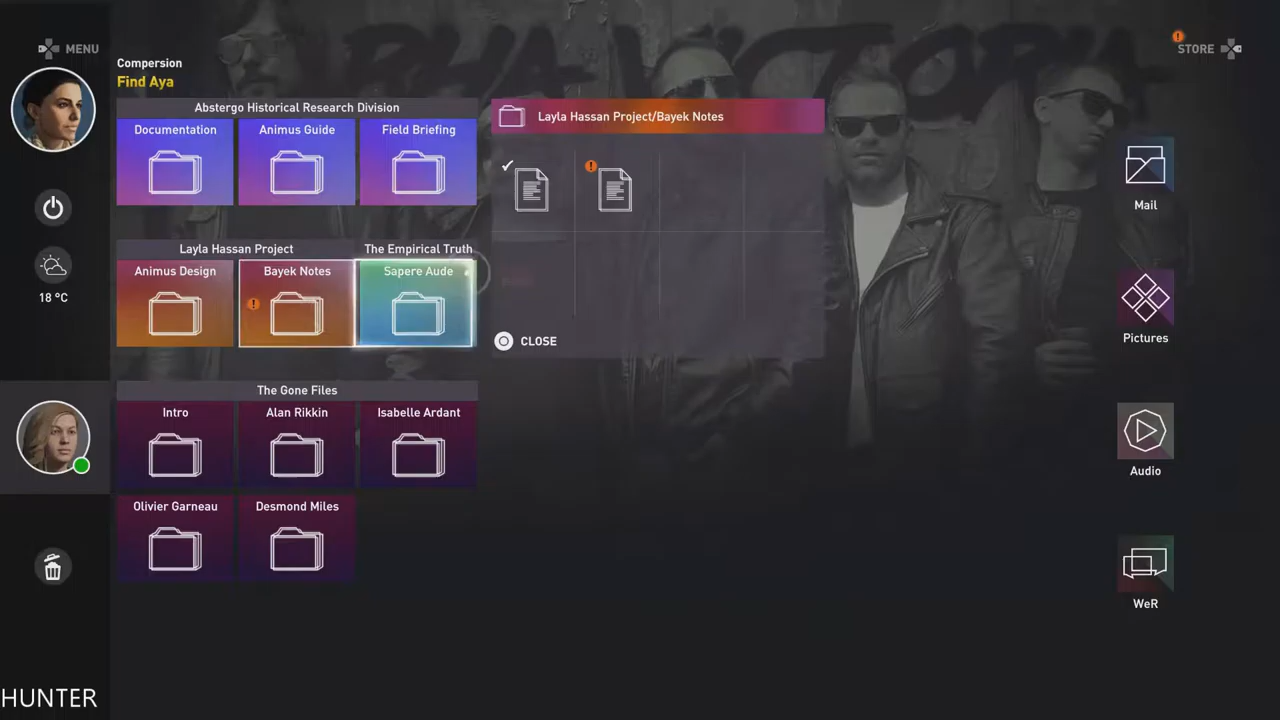 MENU
STORE
Compersion
Find Aya
Abstergo Historical Research Division
Documentation
Animus Guide
Field Briefing
Layla Hassan Project/Bayek Notes
Mail
Layla Hassan Project
The Empirical Truth
Animus Design
Bayek Notes
Sapere Aude
18 °C
CLOSE
Pictures
The Gone Files
Intro
Alan Rikkin
Isabelle Ardant
Audio
Olivier Garneau
Desmond Miles
WeR
HUNTER